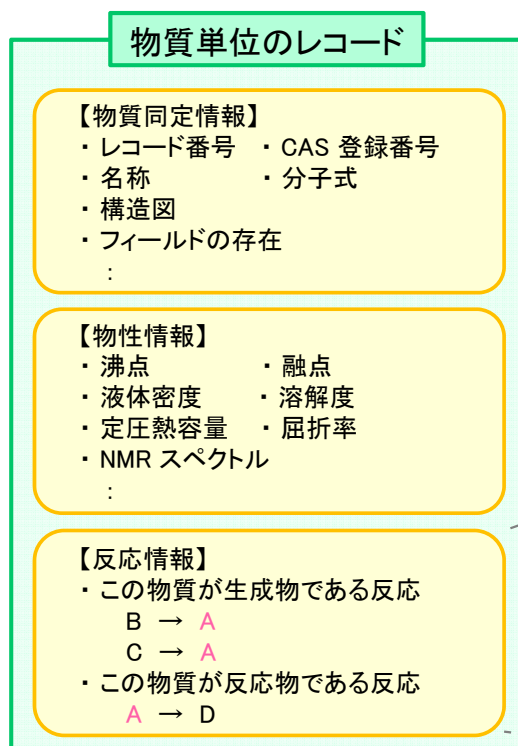 物質単位のレコード
【物質同定情報】
・ レコード番号 ・ CAS 登録番号
・ 名称 ・ 分子式
・ 構造図
・ フィールドの存在
:
【物性情報】
・ 沸点 ・ 融点
・ 液体密度 ・ 溶解度
・ 定圧熱容量 ・ 屈折率
・ NMR スペクトル
:
【反応情報】
・ この物質が生成物である反応
B → A
C → A
・ この物質が反応物である反応
A → D